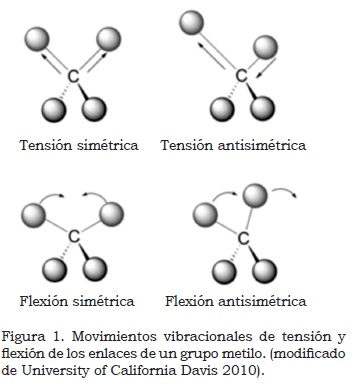 C
C
Tensión simétrica Tensión antisimétrica
C
C
Flexión simétrica Flexión antisimétrica
Figura 1. Movimientos vibracionales de tensión y
flexión de los enlaces de un grupo metilo. (modificado
de University of California Davis 2010).